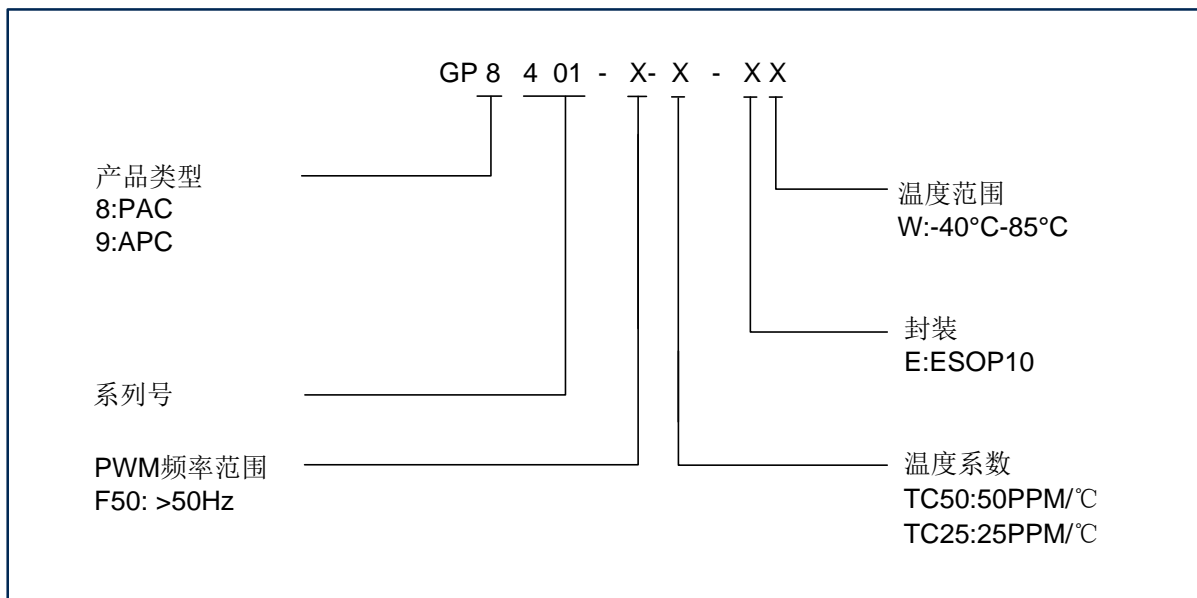 GP 8 4 01 - X- X - X X
产品类型
8:PAC
9:APC
温度范围
W:-40°C-85°C
封装
E:ESOP10
系列号
PWM频率范围
F50: >50Hz
温度系数
TC50:50PPM/℃
TC25:25PPM/℃